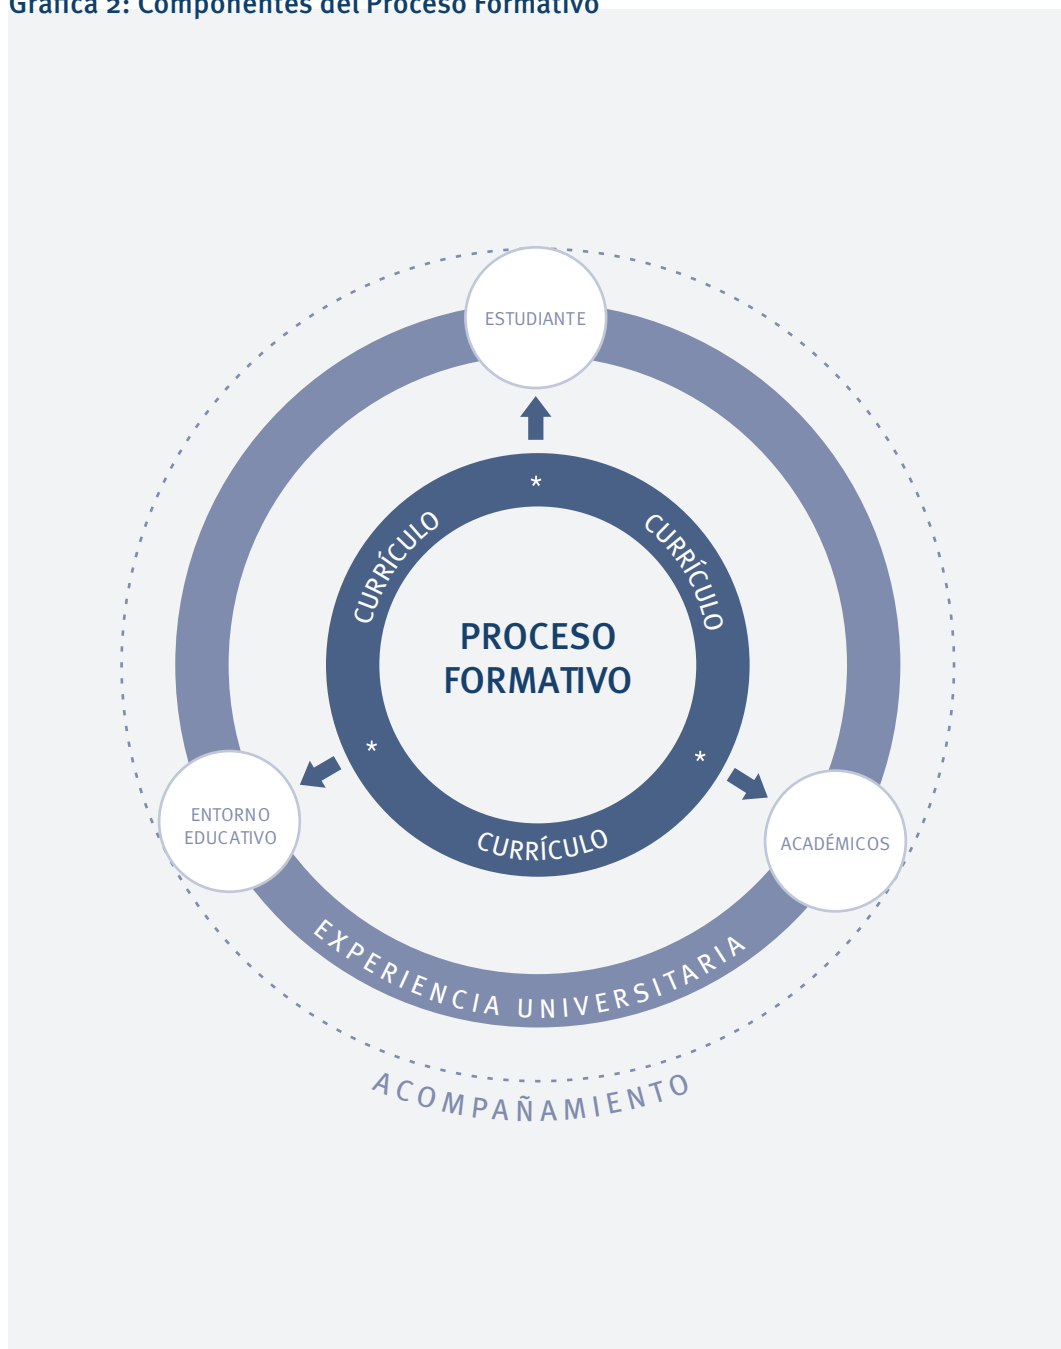 Gráfica 2: Componentes del Proceso Formativo
ESTUDIANTE
*
CURRÍCULO
CURRÍCULO
PROCESO
FORMATIVO
*
*
ENTORNO
EDUCATIVO
CURRÍCULO
ACADÉMICOS
EXPERIENCIA UNIVERSITARIA
ACOMPAÑAMIENTO